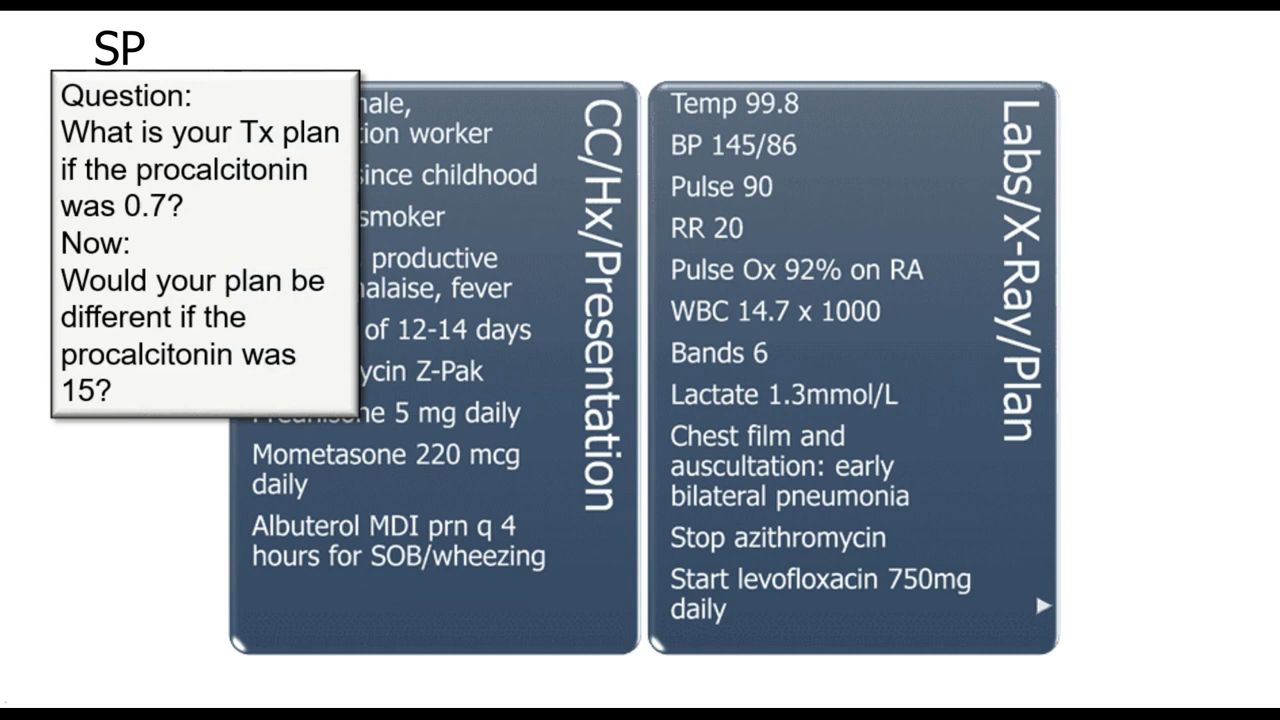 SP
Question:
What is your Tx plan
if the procalcitonin
was 0.7?
Now:
Would your plan be
different if the
procalcitonin was
15?
worker
since childhood
smoker
productive
fever
of 12-14 days
Z-Pak
5 mg daily
Mometasone 220 mcg
daily
Albuterol MDI prn q 4
hours for SOB/wheezing
CC/Hx/Presentation
Temp 99.8
BP 145/86
Pulse 90
RR 20
Pulse Ox 92% on RA
WBC 14.7 x 1000
Bands 6
Lactate 1.3mmol/L
Chest film and
auscultation: early
bilateral pneumonia
Stop azithromycin
Start levofloxacin 750mg
daily
Labs/X-Ray/Plan